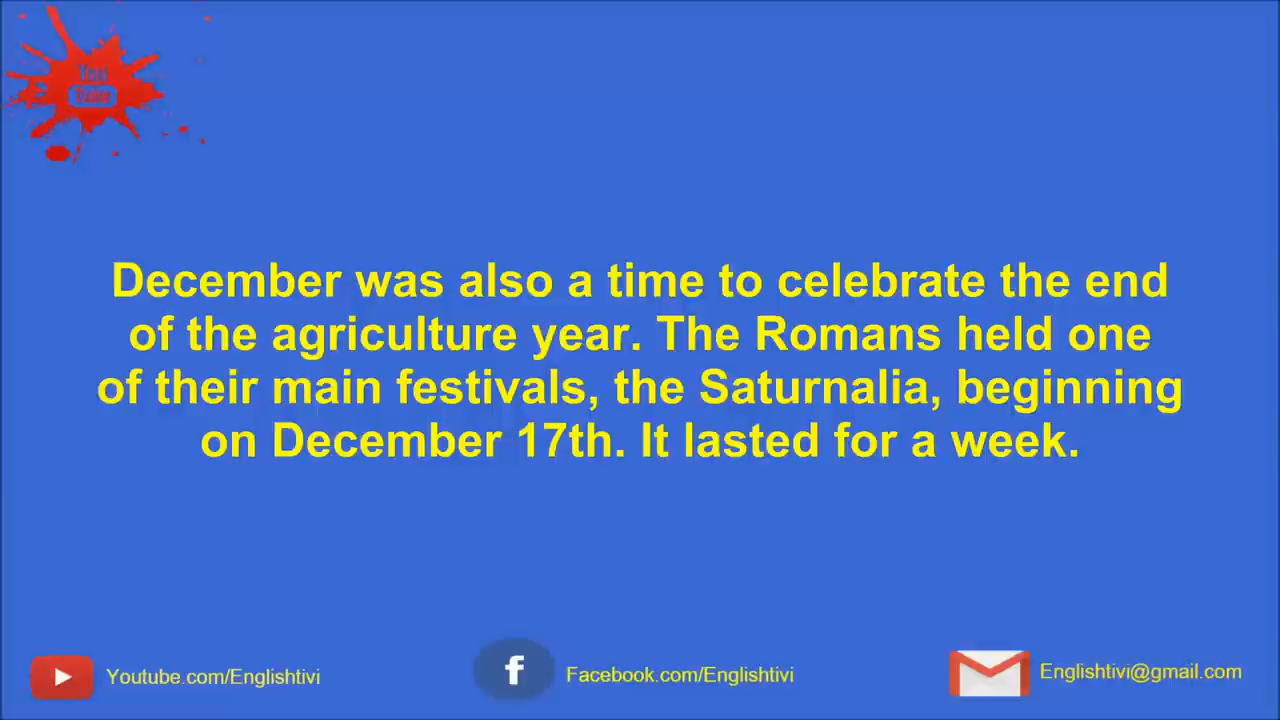 You
Tube
December was also a time to celebrate the end
of the agriculture year. The Romans held one
of their main festivals, the Saturnalia, beginning
on December 17th. It lasted for a week.
Youtube.com/Englishtivi
f
Facebook.com/Englishtivi
Englishtivi@gmail.com